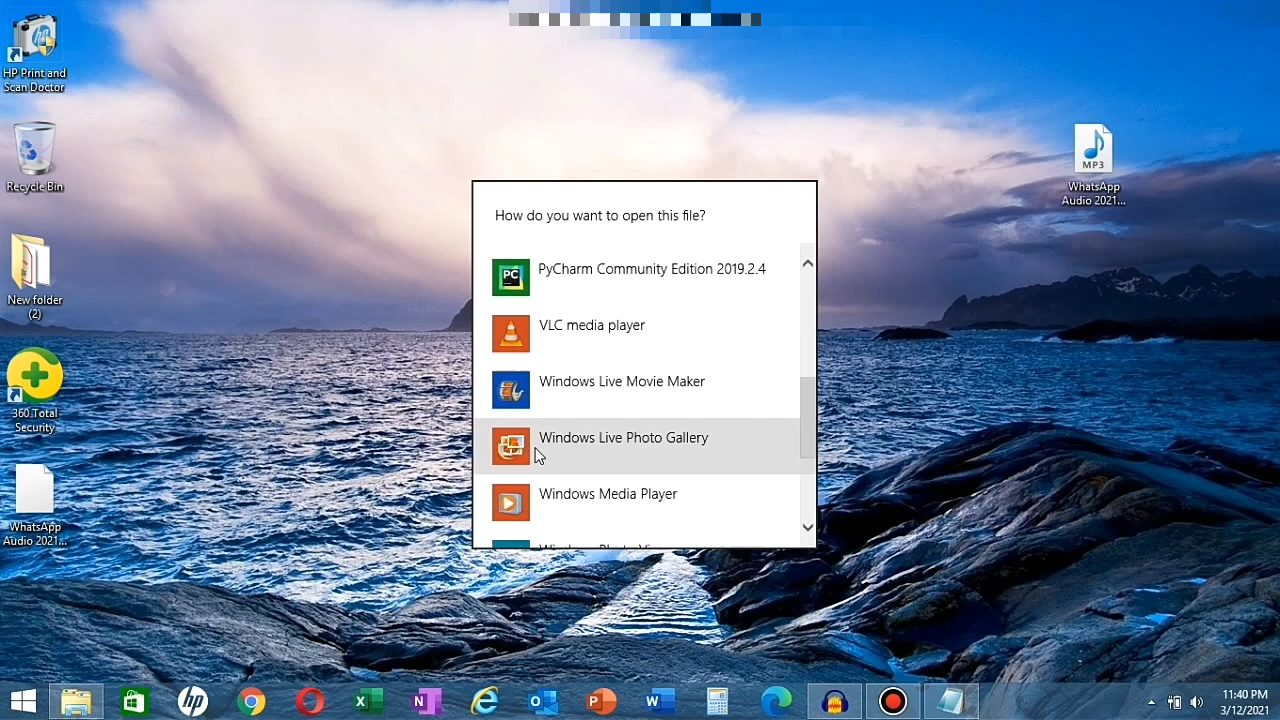 HP Print and
Scan Doctor
Recycle Bin
New folder
(2)
360 Total
Security
WhatsApp
Audio 2021...
MP3
WhatsApp
Audio 2021...
How do you want to open this file?
PC
PyCharm Community Edition 2019.2.4
VLC media player
Windows Live Movie Maker
Windows Live Photo Gallery
Windows Media Player
11:40 PM
3/12/2021